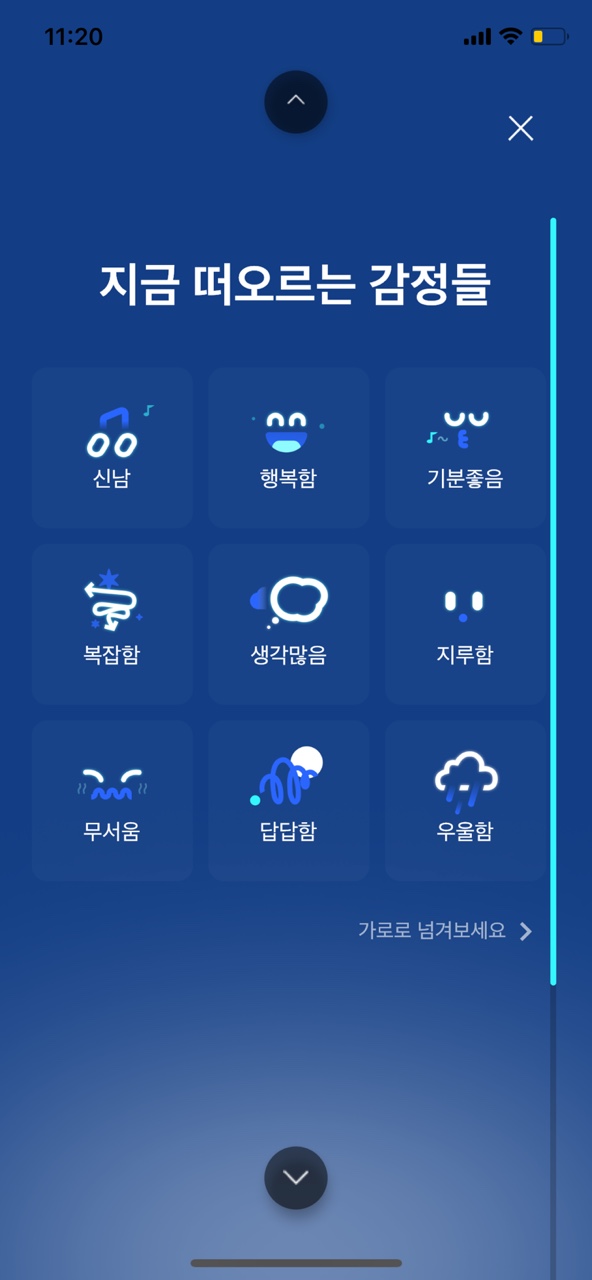 11:20
지금 떠오르는 감정들
신남
행복함
기분좋음
복잡함
생각많음
지루함
무서움
답답함
우울함
가로로 넘겨보세요